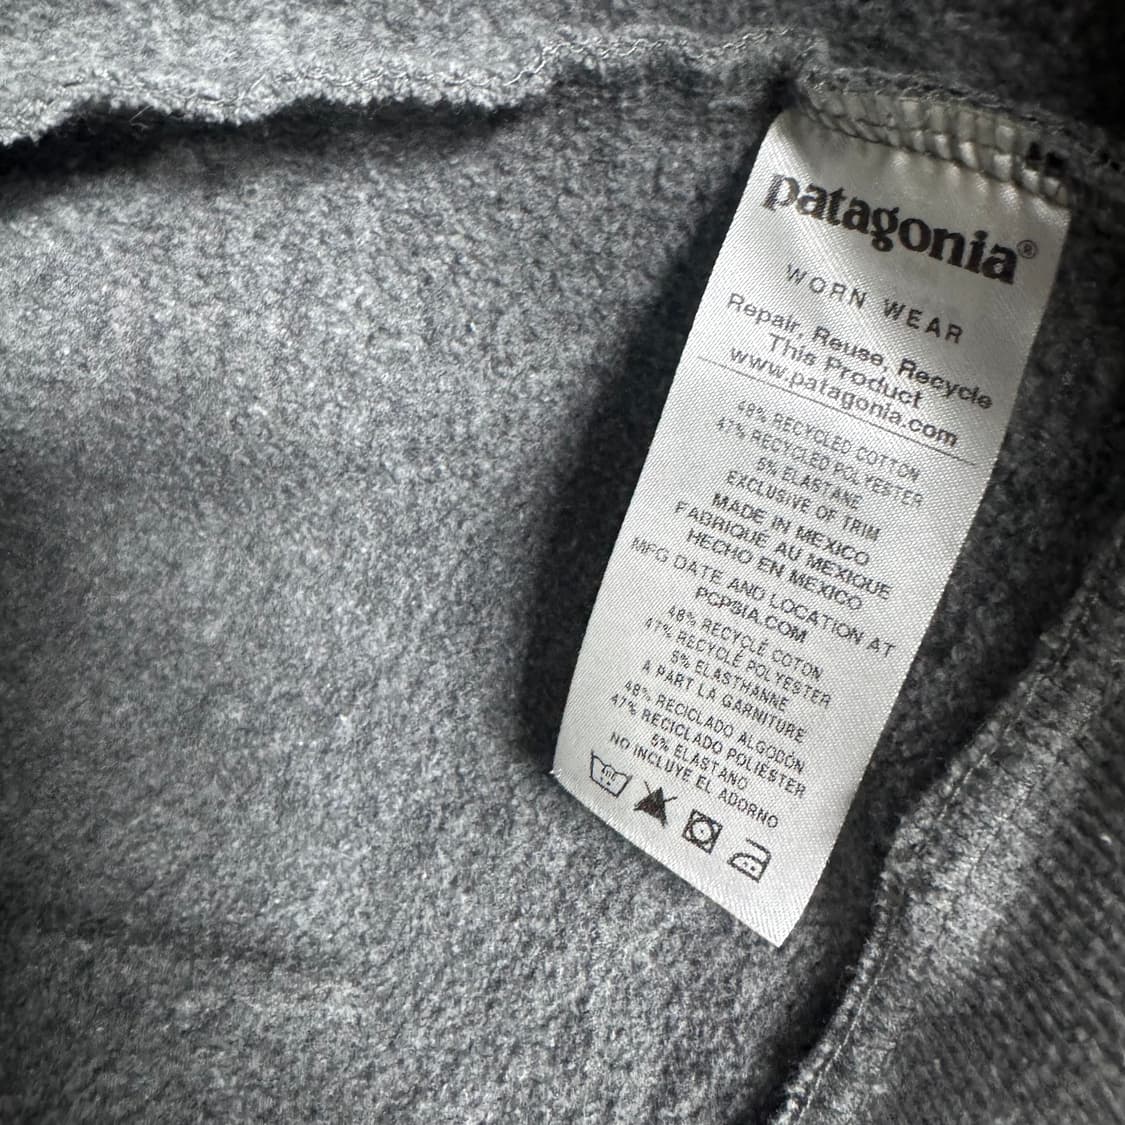 patagonia®
WORN WEAR
Repair, Reuse, Recycle
This Product
www.patagonia.com
48% RECYCLED COTTON
47% RECYCLED POLYESTER
5% ELASTANE
EXCLUSIVE OF TRIM
MADE IN MEXICO
FABRIQUÉ AU MEXIQUE
HECHO EN MEXICO
MFG DATE AND LOCATION AT
PCPSIA.COM
48% RECYCLÉ COTON
47% RECYCLÉ POLYESTER
5% ÉLASTHANNE
À PART LA GARNITURE
48% RECICLADO ALGODÓN
47% RECICLADO POLIÉSTER
5% ELASTANO
NO INCLUYE EL ADORNO